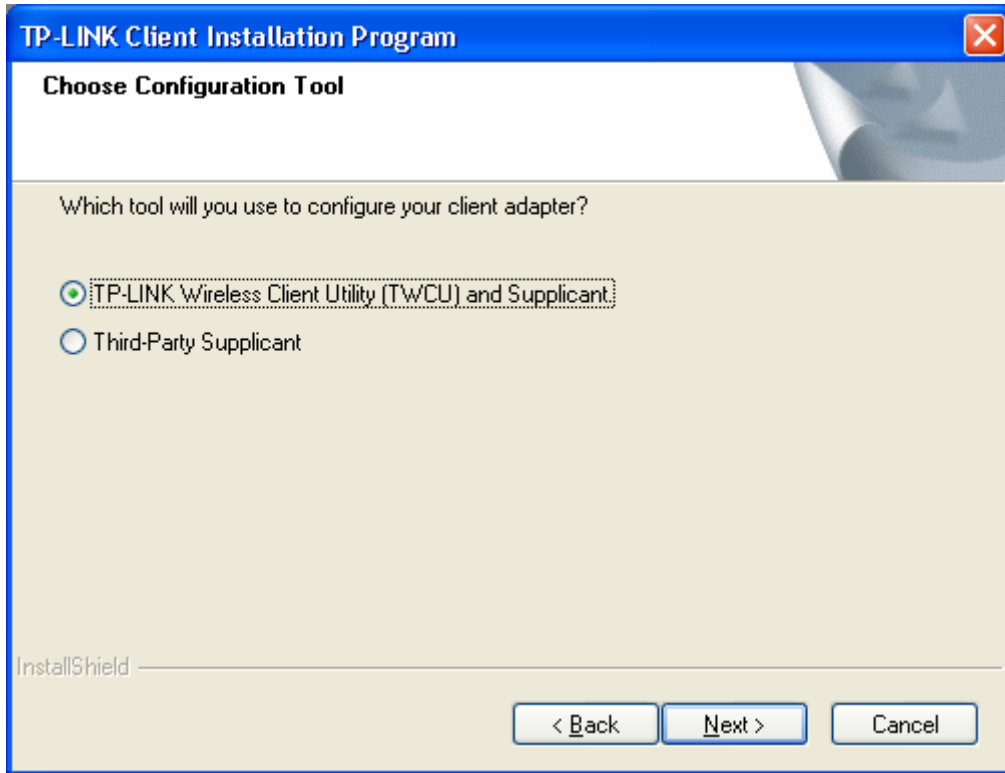 TP-LINK Client Installation Program
Choose Configuration Tool
Which tool will you use to configure your client adapter?
TP-LINK Wireless Client Utility (TWCU) and Supplicant.
Third-Party Supplicant
InstallShield
< Back Next > Cancel